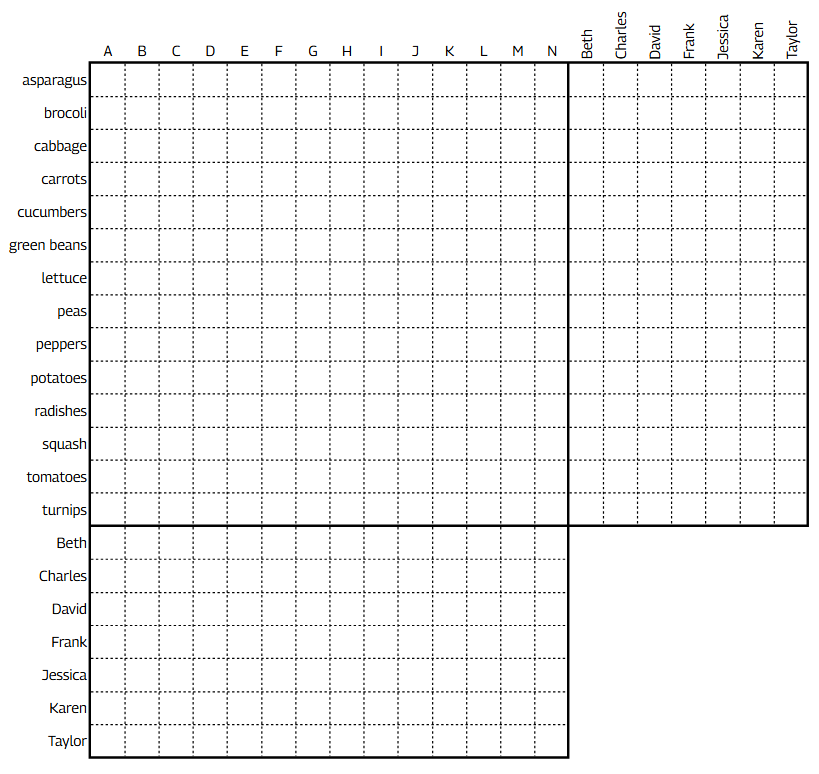 A B C D E F G H I J K L M N Beth Charles David Frank Jessica Karen Taylor
asparagus
brocoli
cabbage
carrots
cucumbers
green beans
lettuce
peas
peppers
potatoes
radishes
squash
tomatoes
turnips
Beth
Charles
David
Frank
Jessica
Karen
Taylor